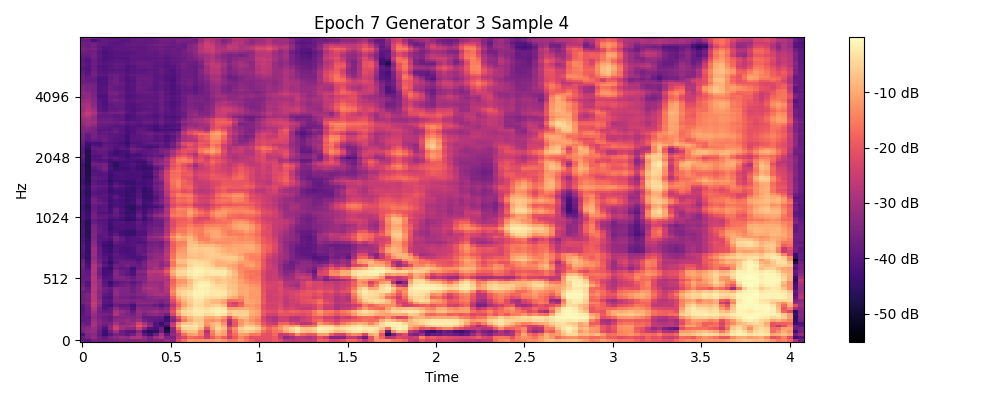 Epoch 7 Generator 3 Sample 4
Hz
4096
2048
1024
512
0
0 0.5 1 1.5 2 2.5 3 3.5 4
Time
-10 dB
-20 dB
-30 dB
-40 dB
-50 dB